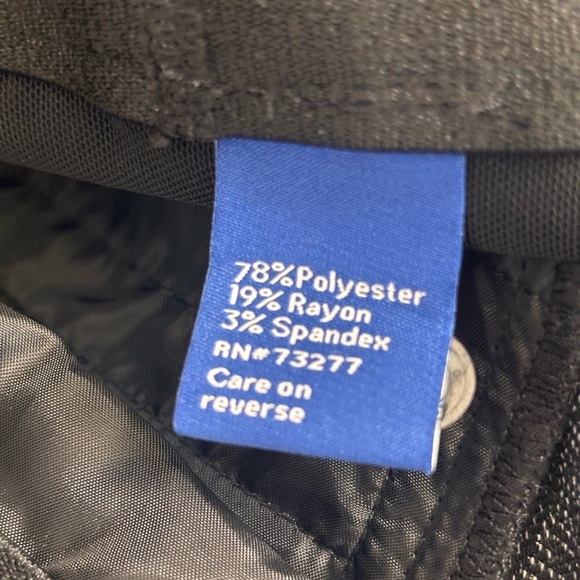 78%Polyester
19% Rayon
3% Spandex
RN#73277
Care on
reverse